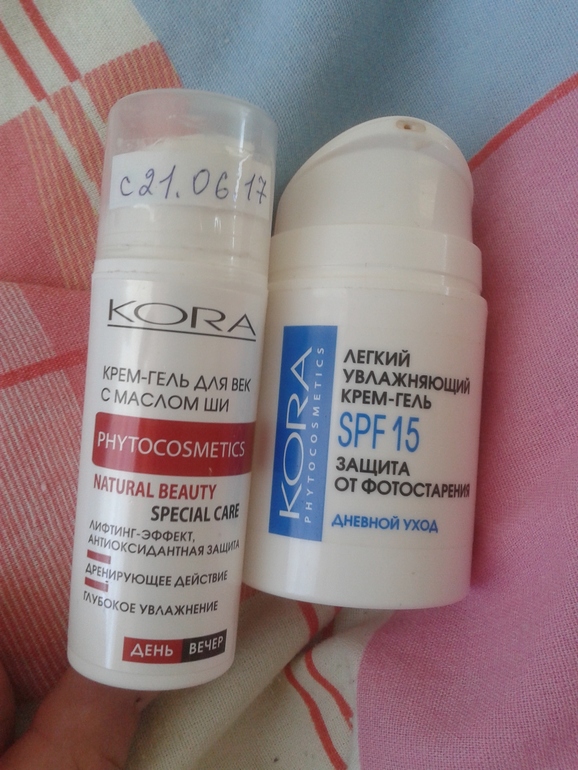 с 21.06.17
KORA
КРЕМ-ГЕЛЬ ДЛЯ ВЕК
С МАСЛОМ ШИ
PHYTOCOSMETICS
NATURAL BEAUTY
SPECIAL CARE
ЛИФТИНГ-ЭФФЕКТ,
АНТИОКСИДАНТНАЯ ЗАЩИТА
ДРЕНИРУЮЩЕЕ ДЕЙСТВИЕ
ГЛУБОКОЕ УВЛАЖНЕНИЕ
ДЕНЬ ВЕЧЕР
KORA
PHYTOCOSMETICS
ЛЕГКИЙ
УВЛАЖНЯЮЩИЙ
КРЕМ-ГЕЛЬ
SPF 15
ЗАЩИТА
ОТ ФОТОСТАРЕНИЯ
ДНЕВНОЙ УХОД